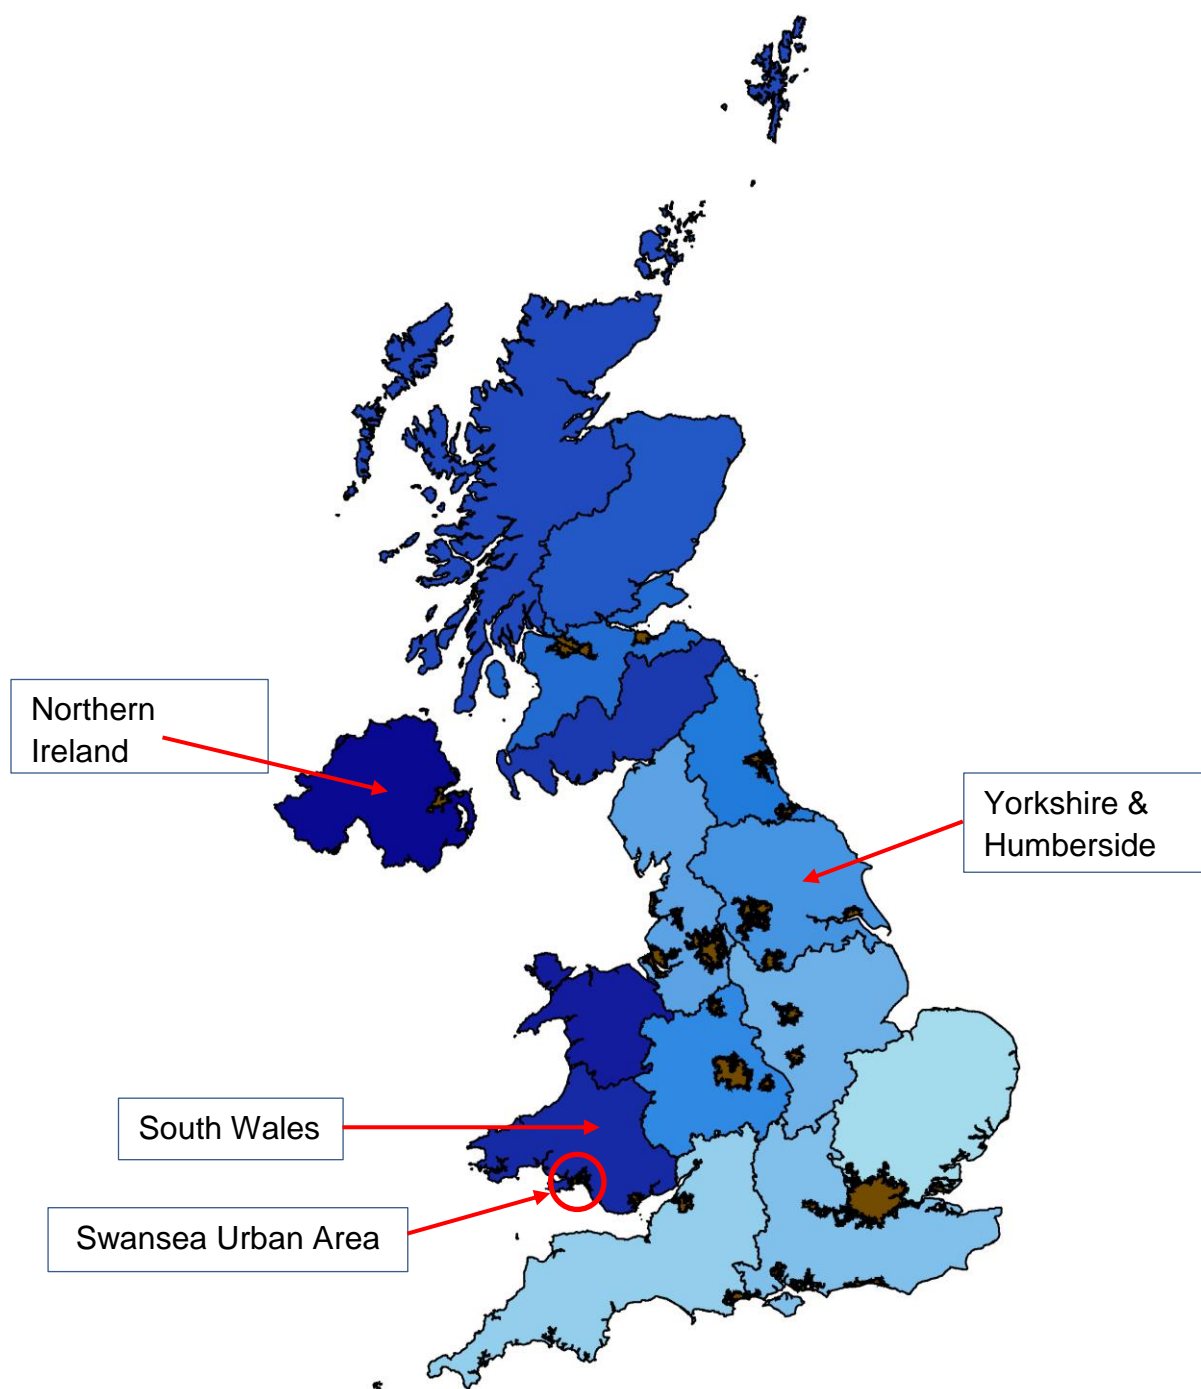 Northern
Ireland
Yorkshire &
Humberside
South Wales
Swansea Urban Area